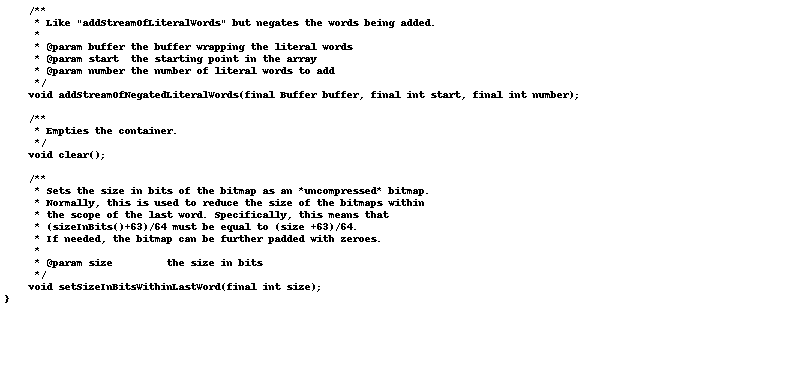 /**
 * Like "addStreamOfLiteralWords" but negates the words being added.
 *
 * @param buffer the buffer wrapping the literal words
 * @param start  the starting point in the array
 * @param number the number of literal words to add
 */
void addStreamOfNegatedLiteralWords(final Buffer buffer, final int start, final int number);
/**
 * Empties the container.
 */
void clear();
/**
 * Sets the size in bits of the bitmap as an *uncompressed* bitmap.
 * Normally, this is used to reduce the size of the bitmaps within
 * the scope of the last word. Specifically, this means that
 * (sizeInBits()+63)/64 must be equal to (size +63)/64.
 * If needed, the bitmap can be further padded with zeroes.
 *
 * @param size         the size in bits
 */
void setSizeInBitsWithinLastWord(final int size);
}